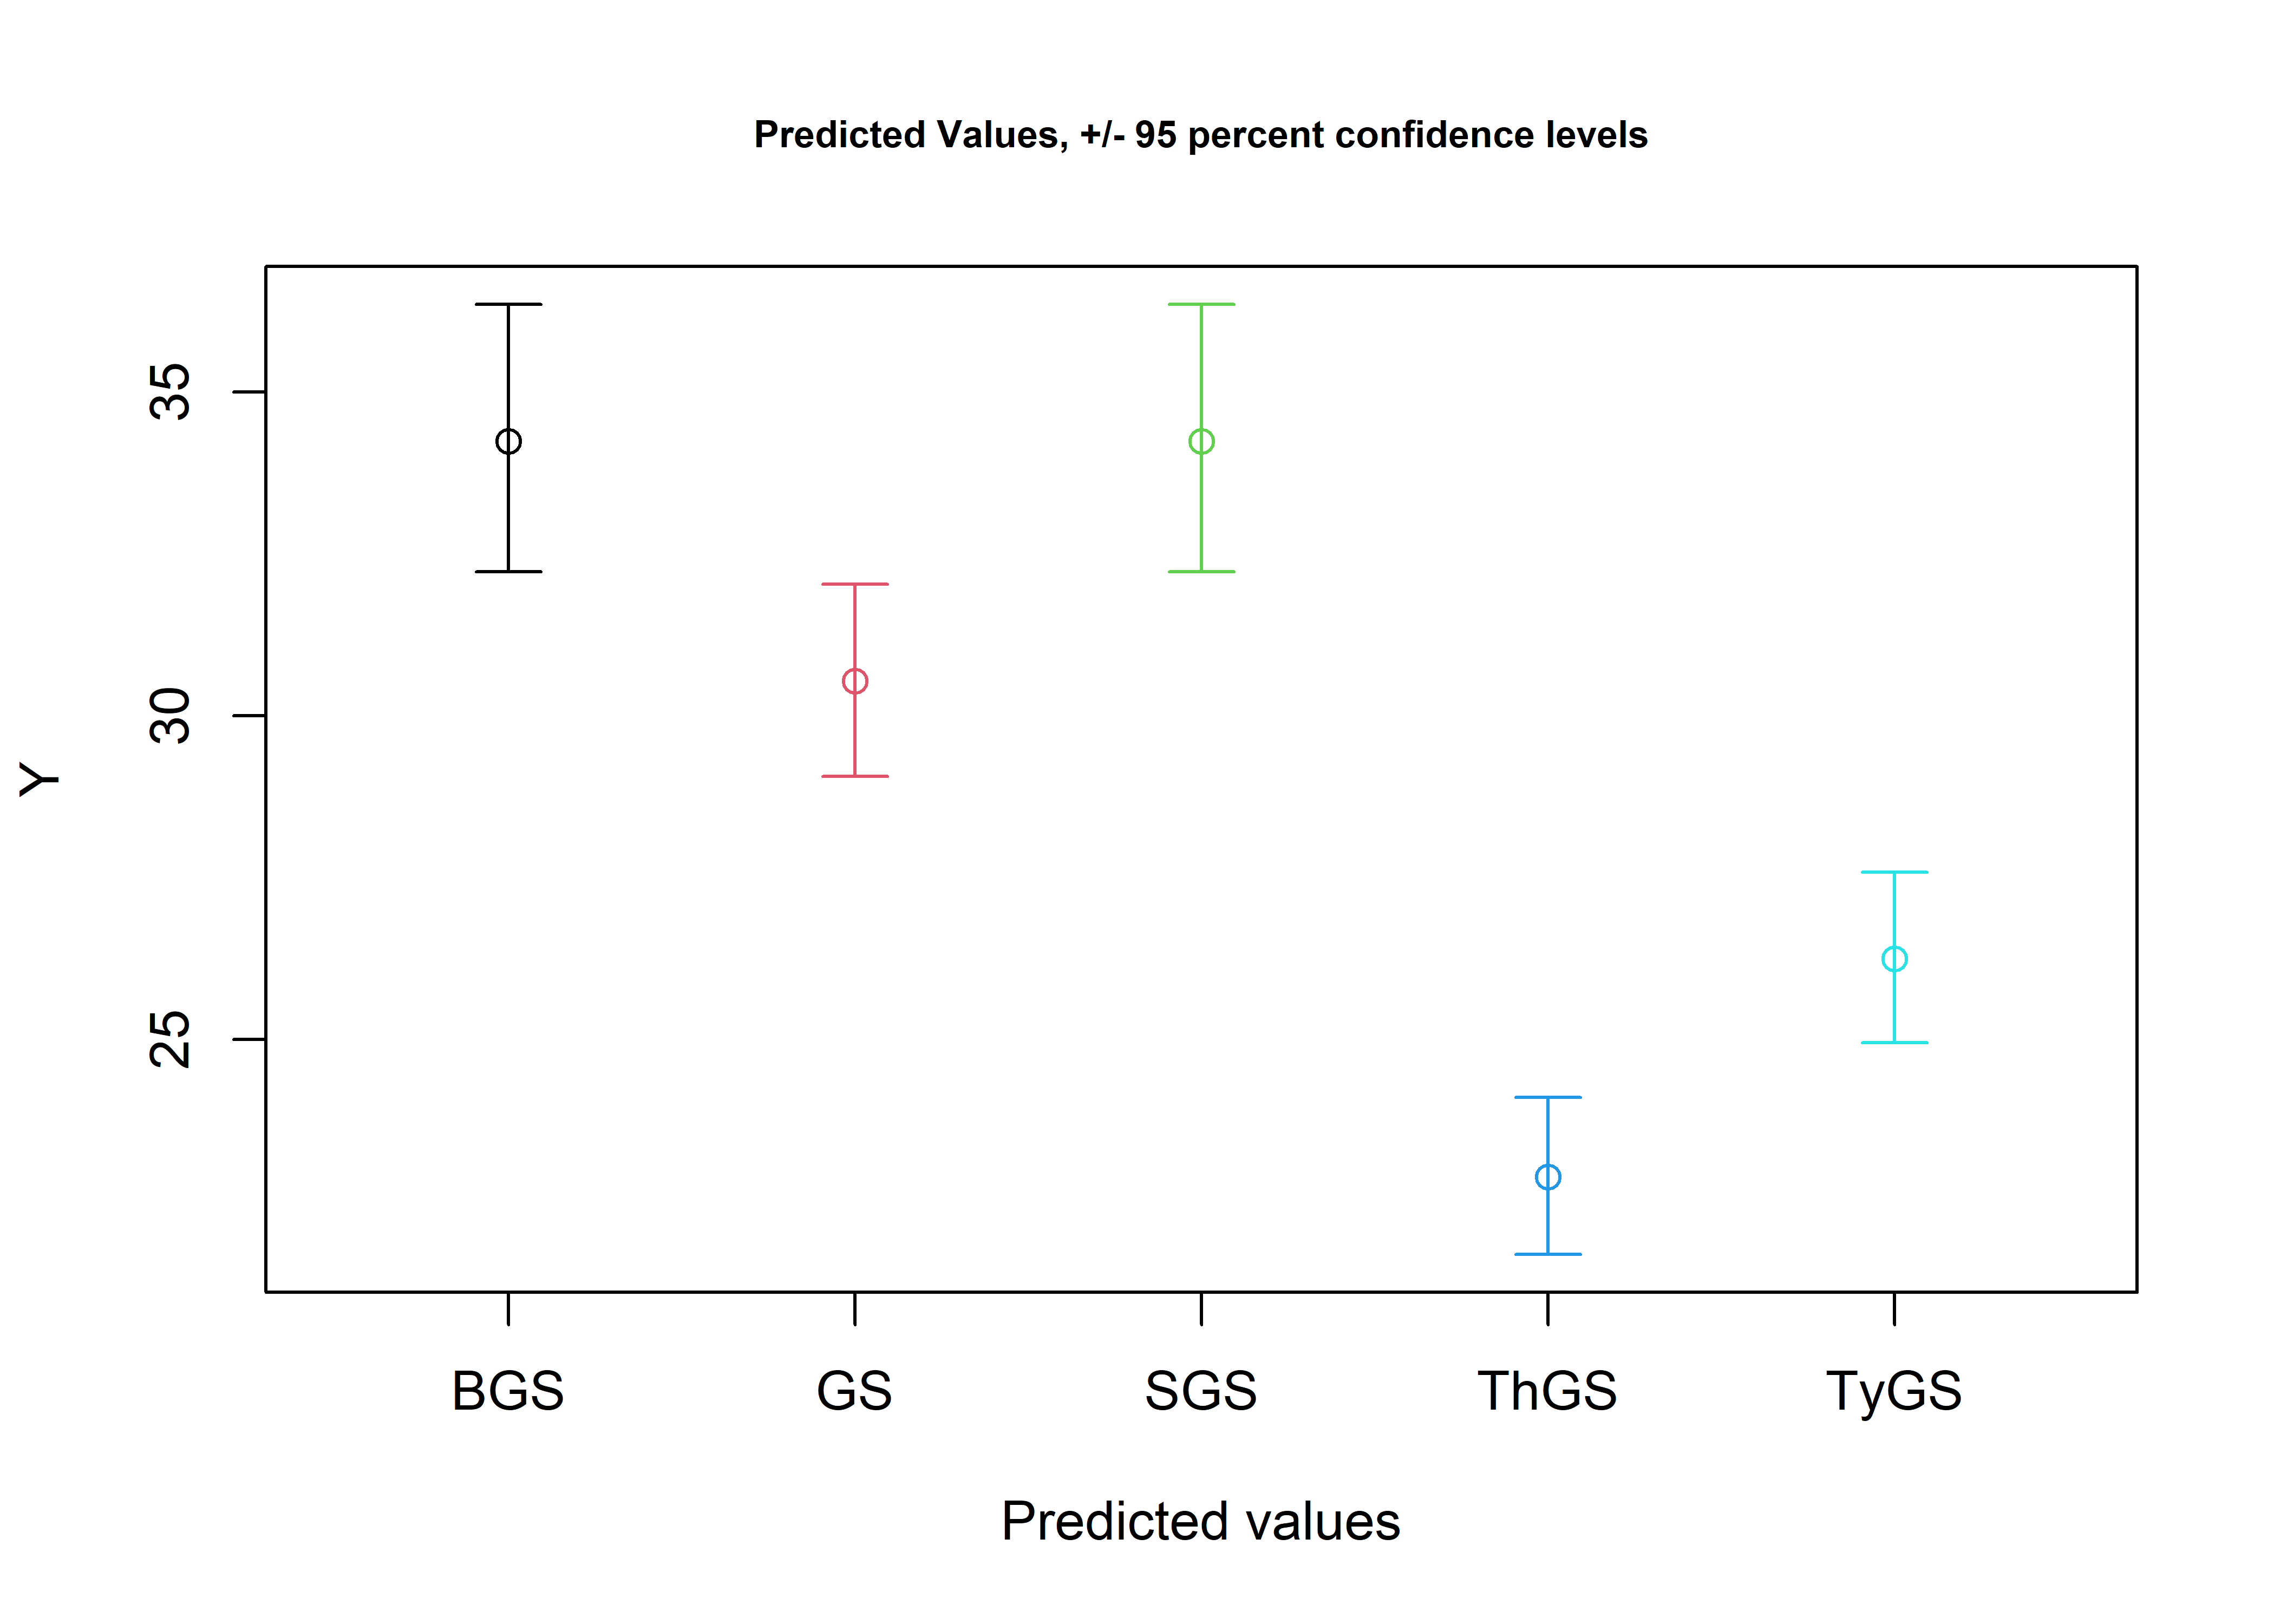 Predicted Values, +/- 95 percent confidence levels
35
30
25
Y
BGS GS SGS ThGS TyGS
Predicted values